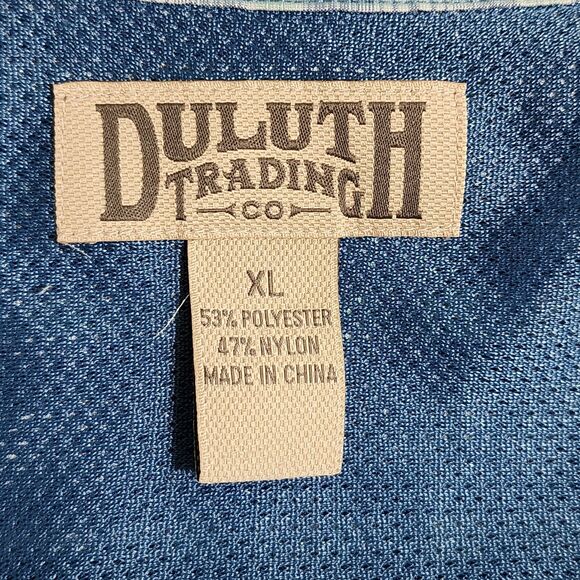 DULUTH
TRADING
CO
XL
53% POLYESTER
47% NYLON
MADE IN CHINA